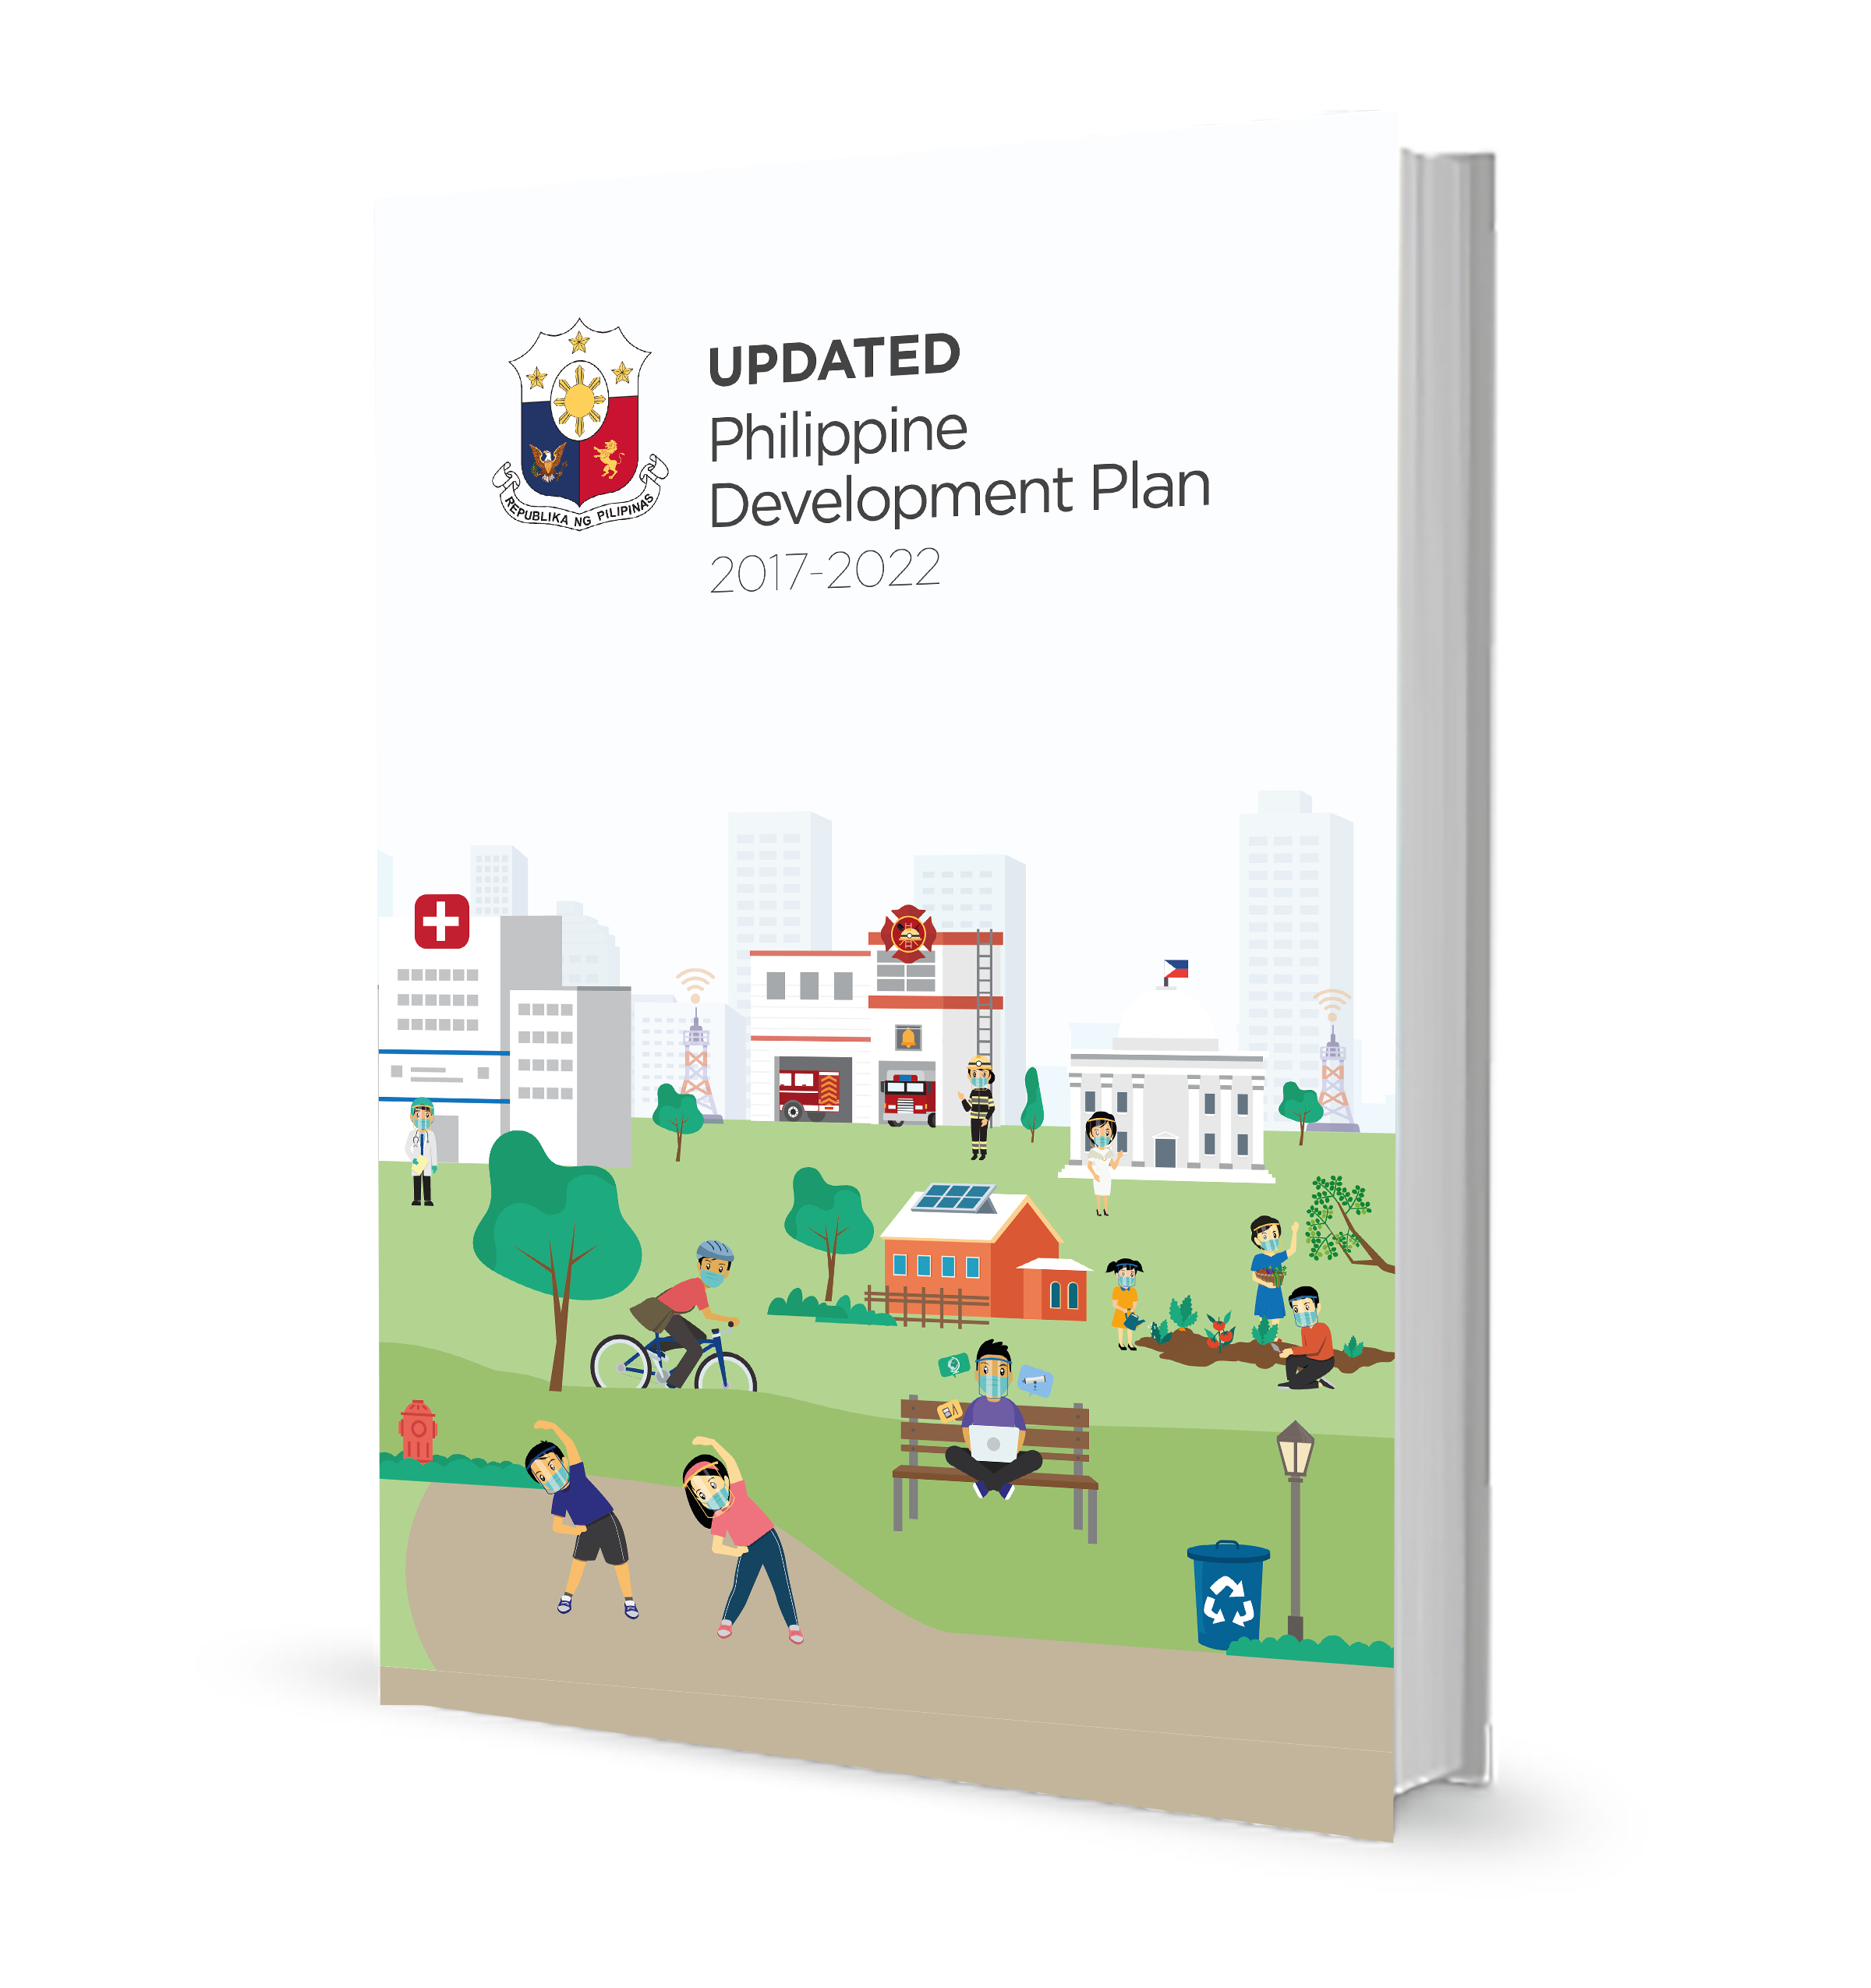 REPUBLIKA NG PILIPINAS
UPDATED
Philippine
Development Plan
2017-2022